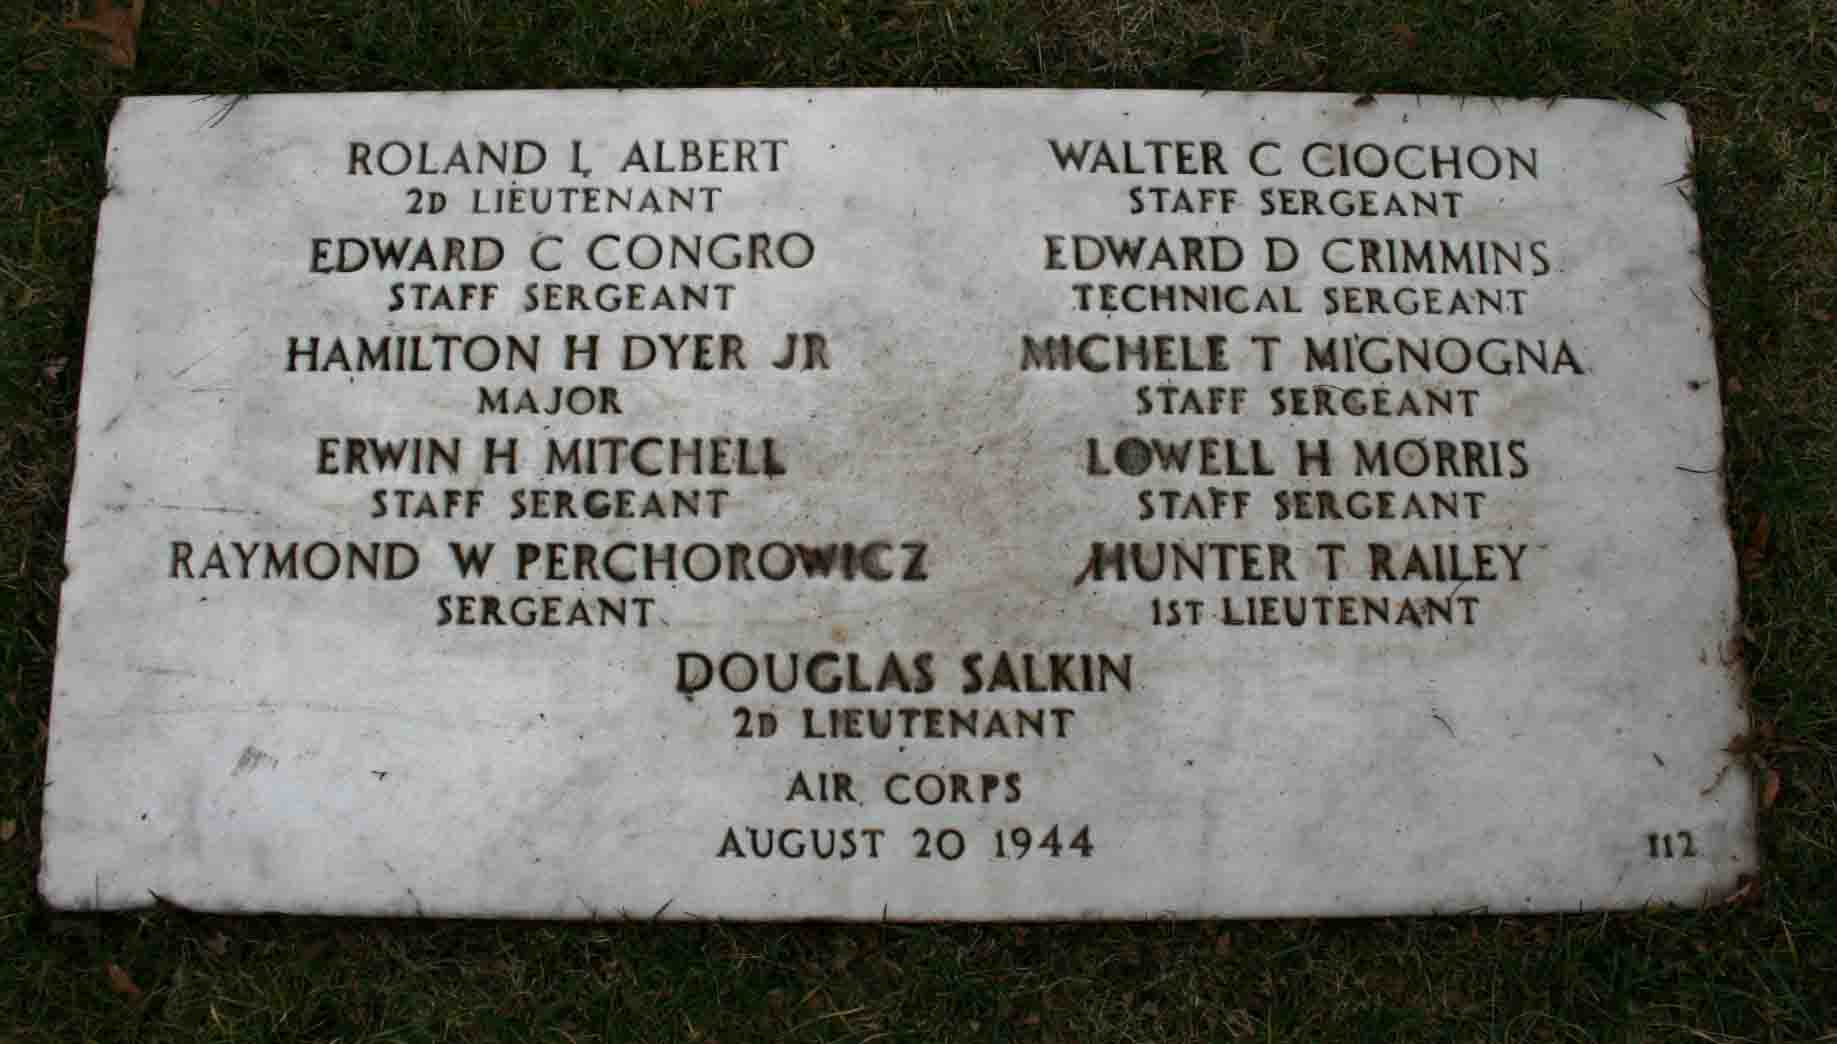 ROLAND L ALBERT
2D LIEUTENANT
WALTER C CIOCHON
STAFF SERGEANT
EDWARD C CONGRO
STAFF SERGEANT
EDWARD D CRIMMINS
TECHNICAL SERGEANT
HAMILTON H DYER JR
MAJOR
MICHELE T MIGNOGNA
STAFF SERGEANT
ERWIN H MITCHELL
STAFF SERGEANT
LOWELL H MORRIS
STAFF SERGEANT
RAYMOND W PERCHOROWICZ
SERGEANT
HUNTER T RAILEY
1ST LIEUTENANT
DOUGLAS SALKIN
2D LIEUTENANT
AIR CORPS
AUGUST 20 1944
112